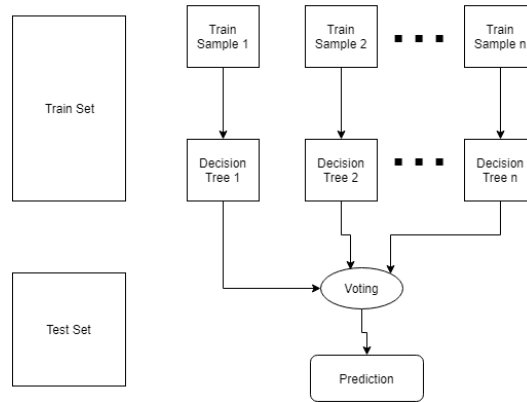 Train
Sample 1
Train
Sample 2
Train
Sample n
Train Set
Decision
Tree 1
Decision
Tree 2
Decision
Tree n
Voting
Test Set
Prediction